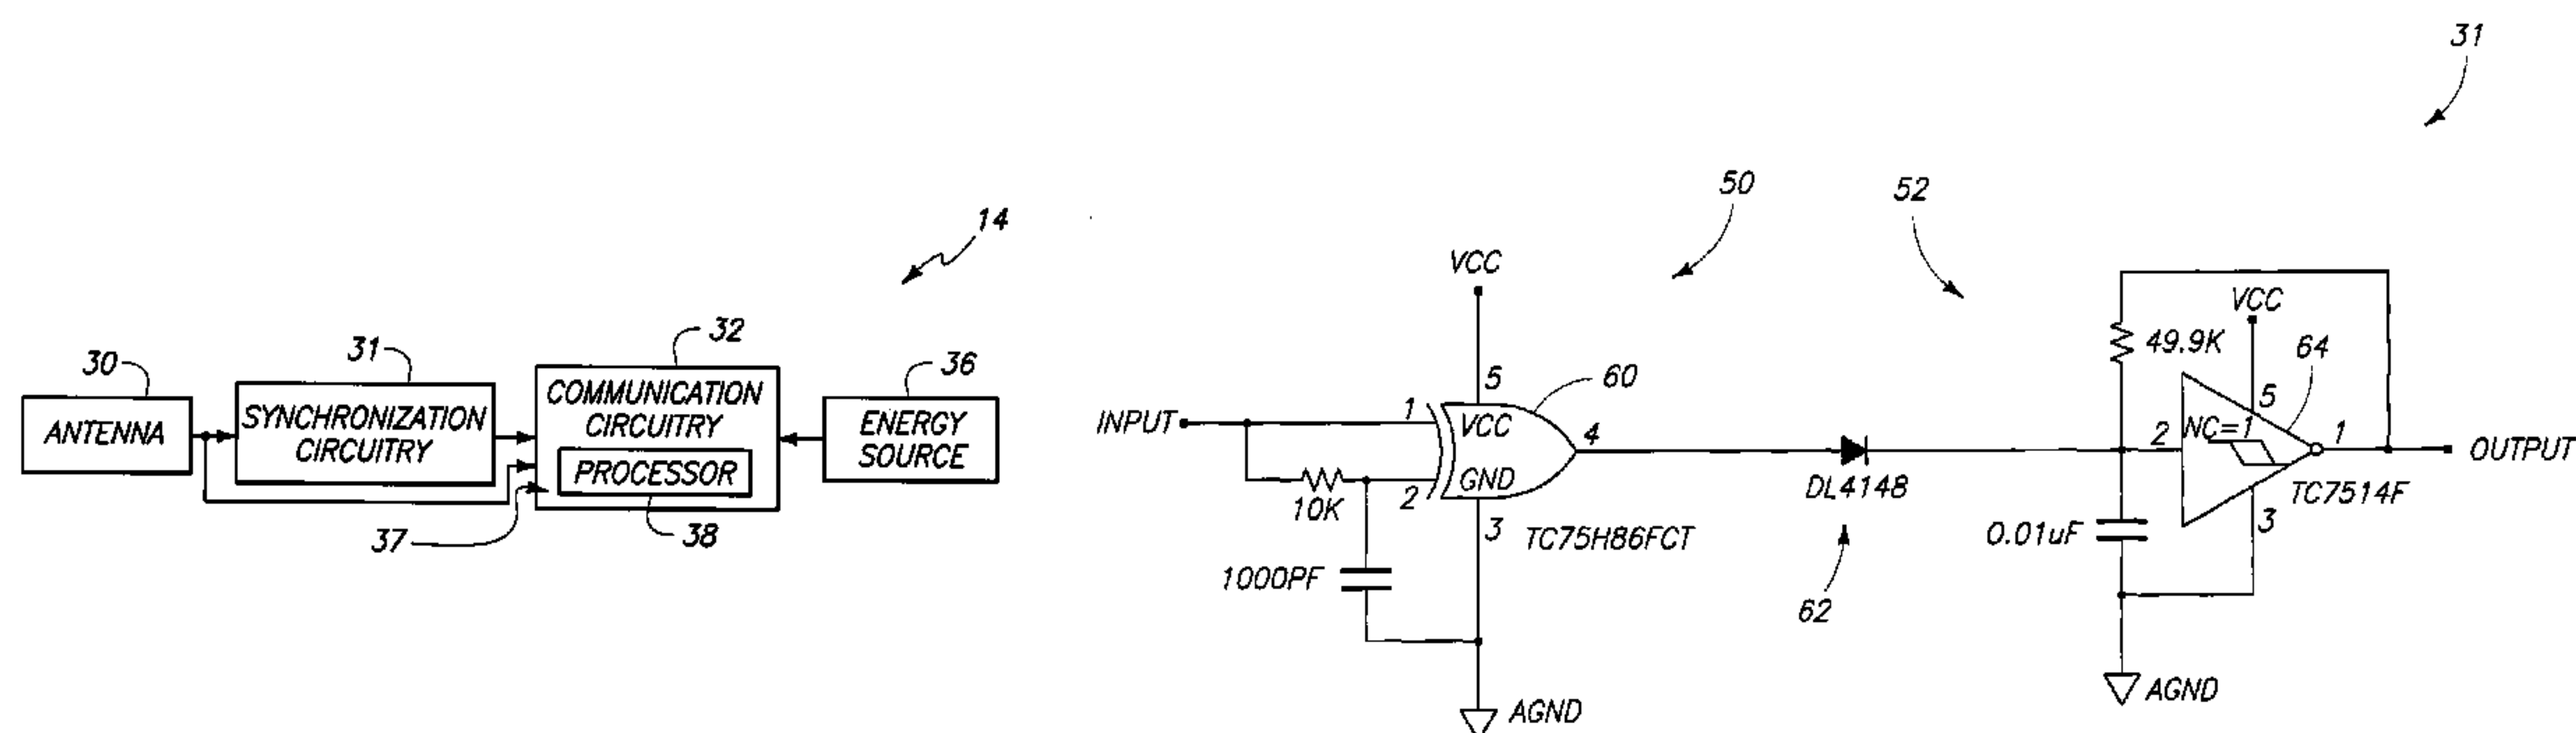 14
30
31
32
36
ANTENNA
SYNCHRONIZATION
CIRCUITRY
COMMUNICATION
CIRCUITRY
PROCESSOR
ENERGY
SOURCE
37
38
31
50
52
VCC
5
60
INPUT
1
VCC
4
2
GND
10K
3
TC75H86FCT
1000PF
AGND
DL4148
62
VCC
49.9K
64
5
2
NC=1
1
OUTPUT
TC7514F
3
0.01uF
AGND